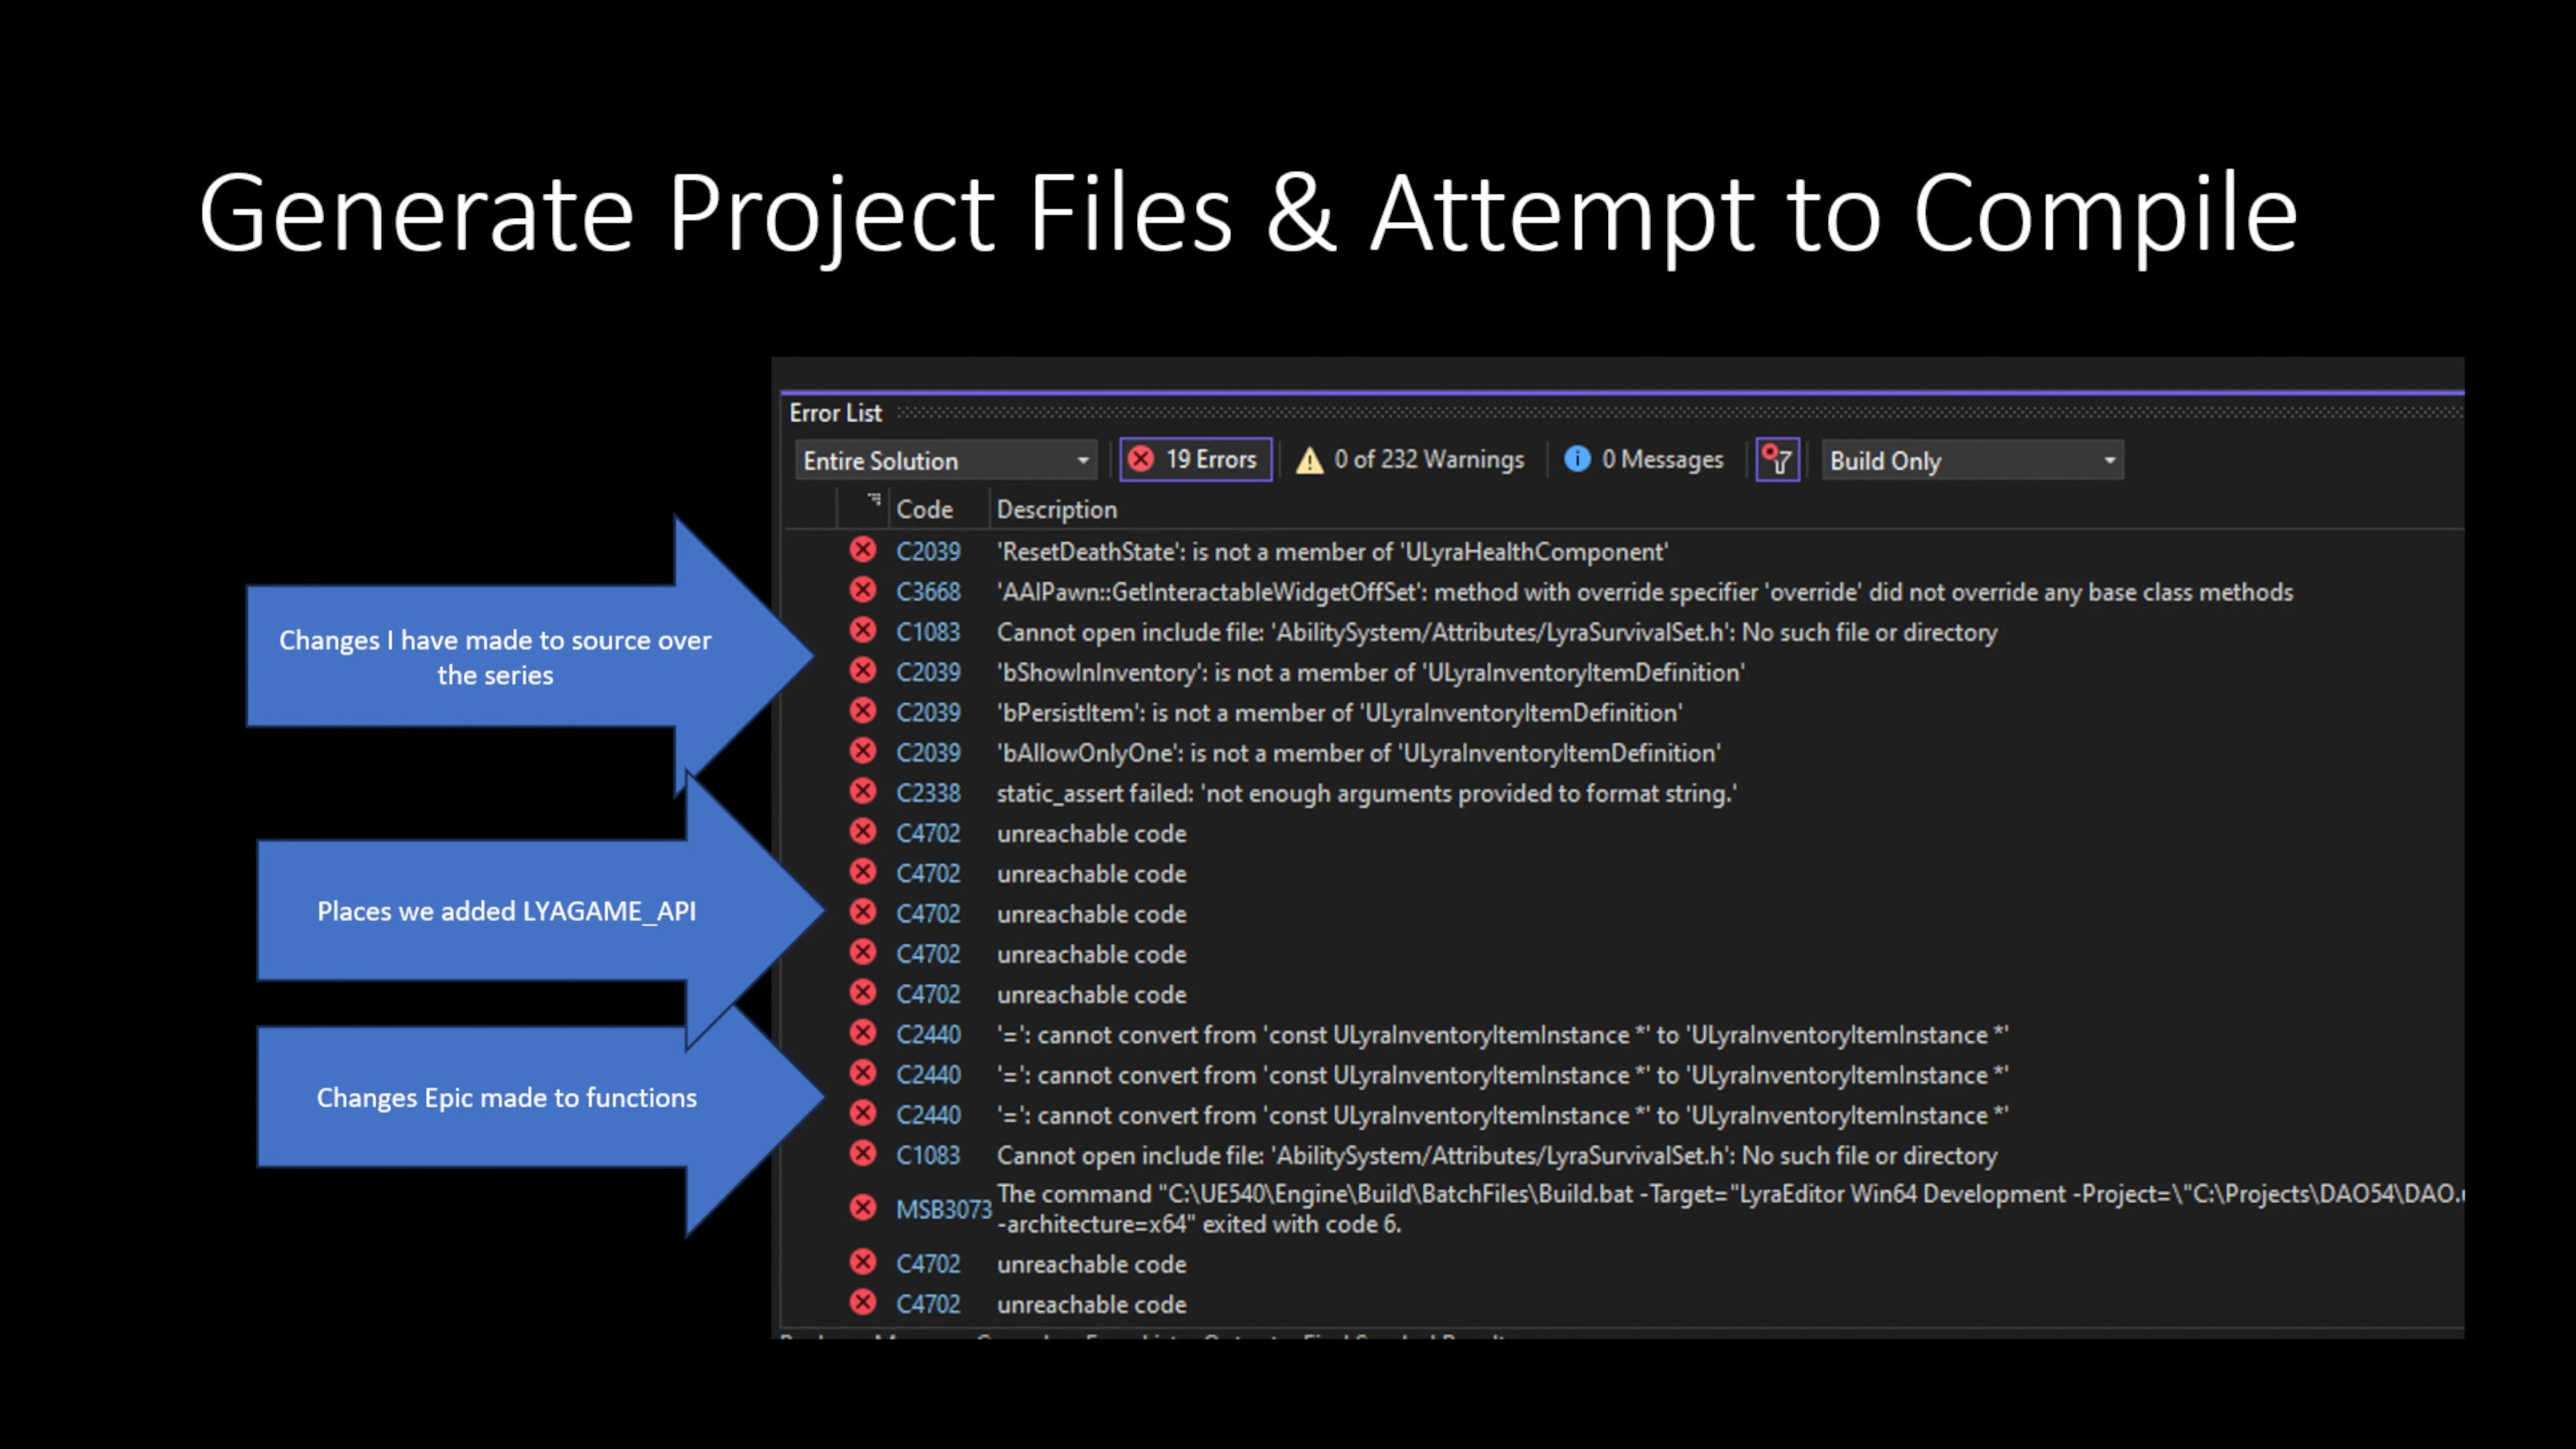 Generate Project Files & Attempt to Compile
Changes I have made to source over
the series
Places we added LYAGAME_API
Changes Epic made to functions
Error List
Entire Solution
19 Errors
0 of 232 Warnings
0 Messages
Build Only
Code Description
C2039 'ResetDeathState': is not a member of 'ULyraHealthComponent'
C3668 'AAIPawn::GetInteractableWidgetOffSet': method with override specifier 'override' did not override any base class methods
C1083 Cannot open include file: 'AbilitySystem/Attributes/LyraSurvivalSet.h': No such file or directory
C2039 'bShowInInventory': is not a member of 'ULyraInventoryItemDefinition'
C2039 'bPersistItem': is not a member of 'ULyraInventoryItemDefinition'
C2039 'bAllowOnlyOne': is not a member of 'ULyraInventoryItemDefinition'
C2338 static_assert failed: 'not enough arguments provided to format string.'
C4702 unreachable code
C4702 unreachable code
C4702 unreachable code
C4702 unreachable code
C4702 unreachable code
C2440 '=': cannot convert from 'const ULyraInventoryItemInstance *' to 'ULyraInventoryItemInstance *'
C2440 '=': cannot convert from 'const ULyraInventoryItemInstance *' to 'ULyraInventoryItemInstance *'
C2440 '=': cannot convert from 'const ULyraInventoryItemInstance *' to 'ULyraInventoryItemInstance *'
C1083 Cannot open include file: 'AbilitySystem/Attributes/LyraSurvivalSet.h': No such file or directory
MSB3073 The command "C:\UE540\Engine\Build\BatchFiles\Build.bat -Target="LyraEditor Win64 Development -Project=\"C:\Projects\DAO54\DAO.
-architecture=x64" exited with code 6.
C4702 unreachable code
C4702 unreachable code